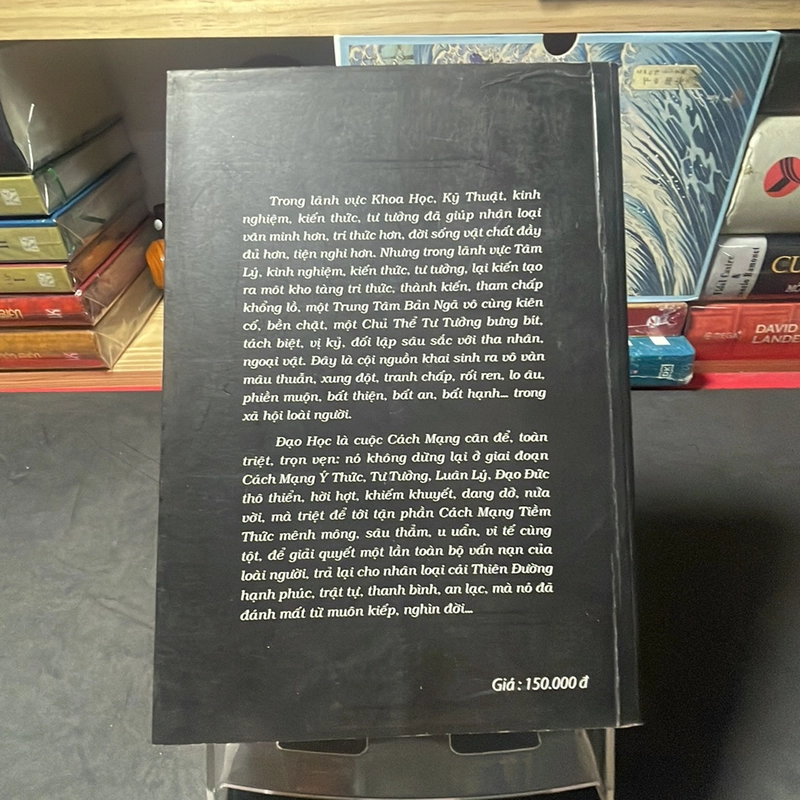 Trong lãnh vực Khoa Học, Kỹ Thuật, kinh
nghiệm, kiến thức, tư tưởng đã giúp nhân loại
văn minh hơn, tri thức hơn, đời sống vật chất đầy
đủ hơn, tiện nghi hơn. Nhưng trong lãnh vực Tâm
Lý, kinh nghiệm, kiến thức, tư tưởng, lại kiến tạo
ra một kho tàng tri thức, thành kiến, tham chấp
khổng lồ, một Trung Tâm Bản Ngã vô cùng kiên
cố, bền chặt, một Chủ Thể Tư Tưởng bưng bít,
tách biệt, vị kỷ, đối lập sâu sắc với tha nhân,
ngoại vật. Đây là cội nguồn khai sinh ra vô vàn
mâu thuẫn, xung đột, tranh chấp, rối ren, lo âu,
phiền muộn, bất thiện, bất an, bất hạnh... trong
xã hội loài người.
Đạo Học là cuộc Cách Mạng căn để, toàn
triệt, trọn vẹn: nó không dừng lại ở giai đoạn
Cách Mạng Ý Thức, Tư Tưởng, Luân Lý, Đạo Đức
thô thiển, hời hợt, khiếm khuyết, dang dở, nửa
vời, mà triệt để tới tận phần Cách Mạng Tiềm
Thức mênh mông, sâu thẳm, u uẩn, vi tế cùng
tột, để giải quyết một lần toàn bộ vấn nạn của
loài người, trả lại cho nhân loại cái Thiên Đường
hạnh phúc, trật tự, thanh bình, an lạc, mà nó đã
đánh mất từ muôn kiếp, nghìn đời...
Giá : 150.000 đ
Fidel Castro
CU
OMEGA
DAVID
LANDE
DK